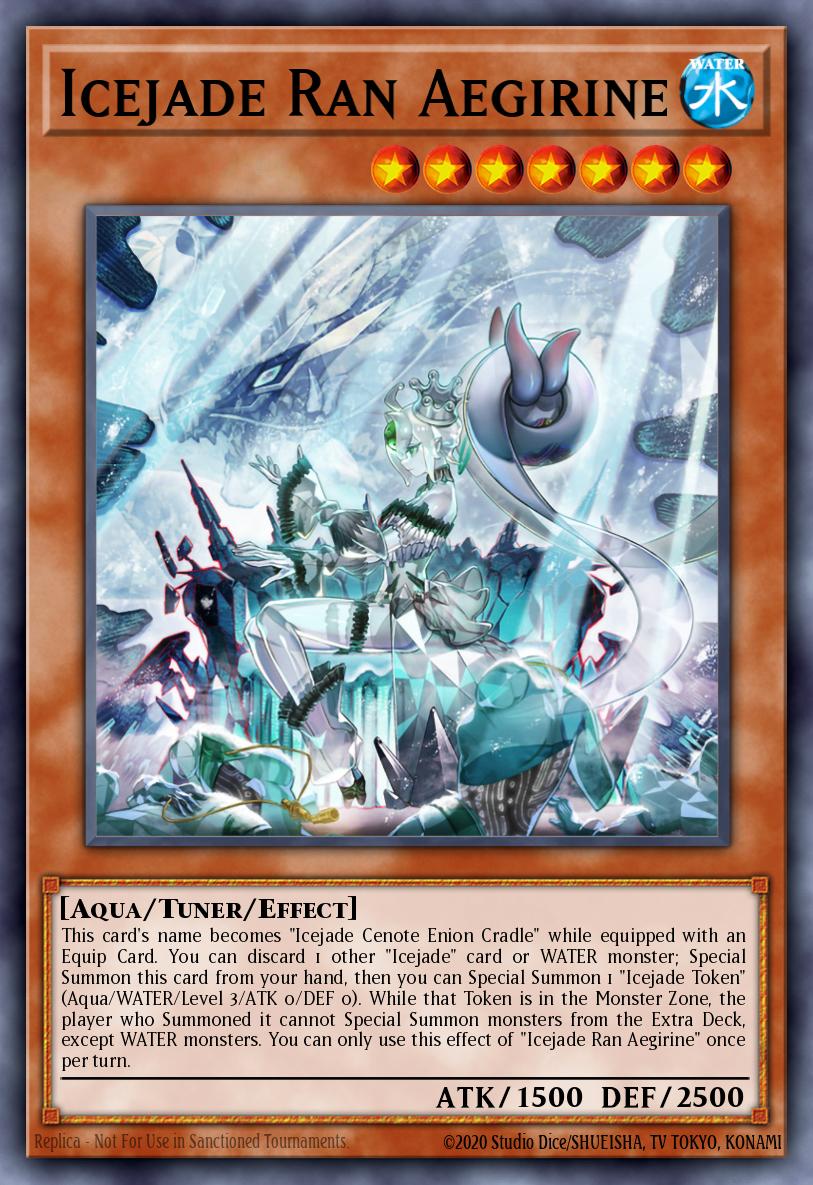 Icejade Ran Aegirine
WATER
水
[Aqua/Tuner/Effect]
This card's name becomes "Icejade Cenote Enion Cradle" while equipped with an
Equip Card. You can discard 1 other "Icejade" card or WATER monster; Special
Summon this card from your hand, then you can Special Summon 1 "Icejade Token"
(Aqua/WATER/Level 3/ATK 0/DEF 0). While that Token is in the Monster Zone, the
player who Summoned it cannot Special Summon monsters from the Extra Deck,
except WATER monsters. You can only use this effect of "Icejade Ran Aegirine" once
per turn.
ATK/1500 DEF/2500
Replica - Not For Use in Sanctioned Tournaments.
©2020 Studio Dice/SHUEISHA, TV TOKYO, KONAMI